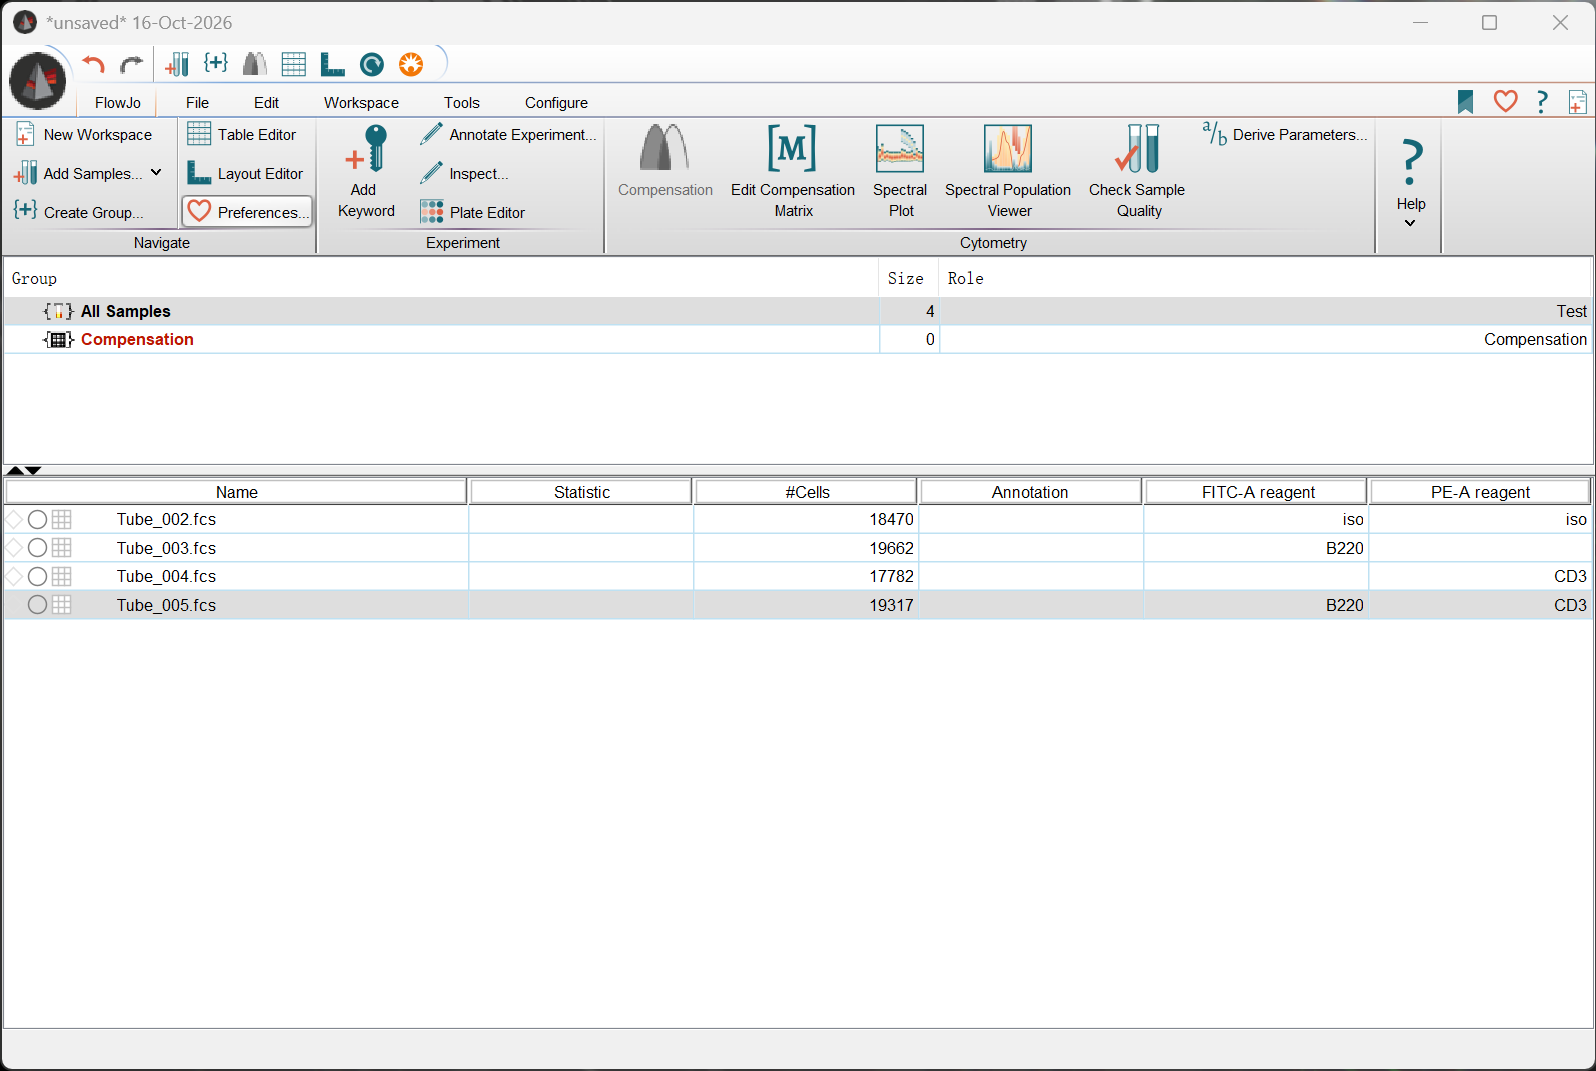 *unsaved* 16-Oct-2026
FlowJo File Edit Workspace Tools Configure
New Workspace
Add Samples...
Create Group...
Table Editor
Layout Editor
Preferences...
Navigate
Add
Keyword
Annotate Experiment...
Inspect...
Plate Editor
Experiment
Compensation
Edit Compensation
Matrix
Spectral
Plot
Spectral Population
Viewer
Check Sample
Quality
a/b Derive Parameters...
Cytometry
Help
Group Size Role
All Samples 4 Test
Compensation 0 Compensation
Name Statistic #Cells Annotation FITC-A reagent PE-A reagent
Tube_002.fcs 18470 iso iso
Tube_003.fcs 19662 B220
Tube_004.fcs 17782 CD3
Tube_005.fcs 19317 B220 CD3